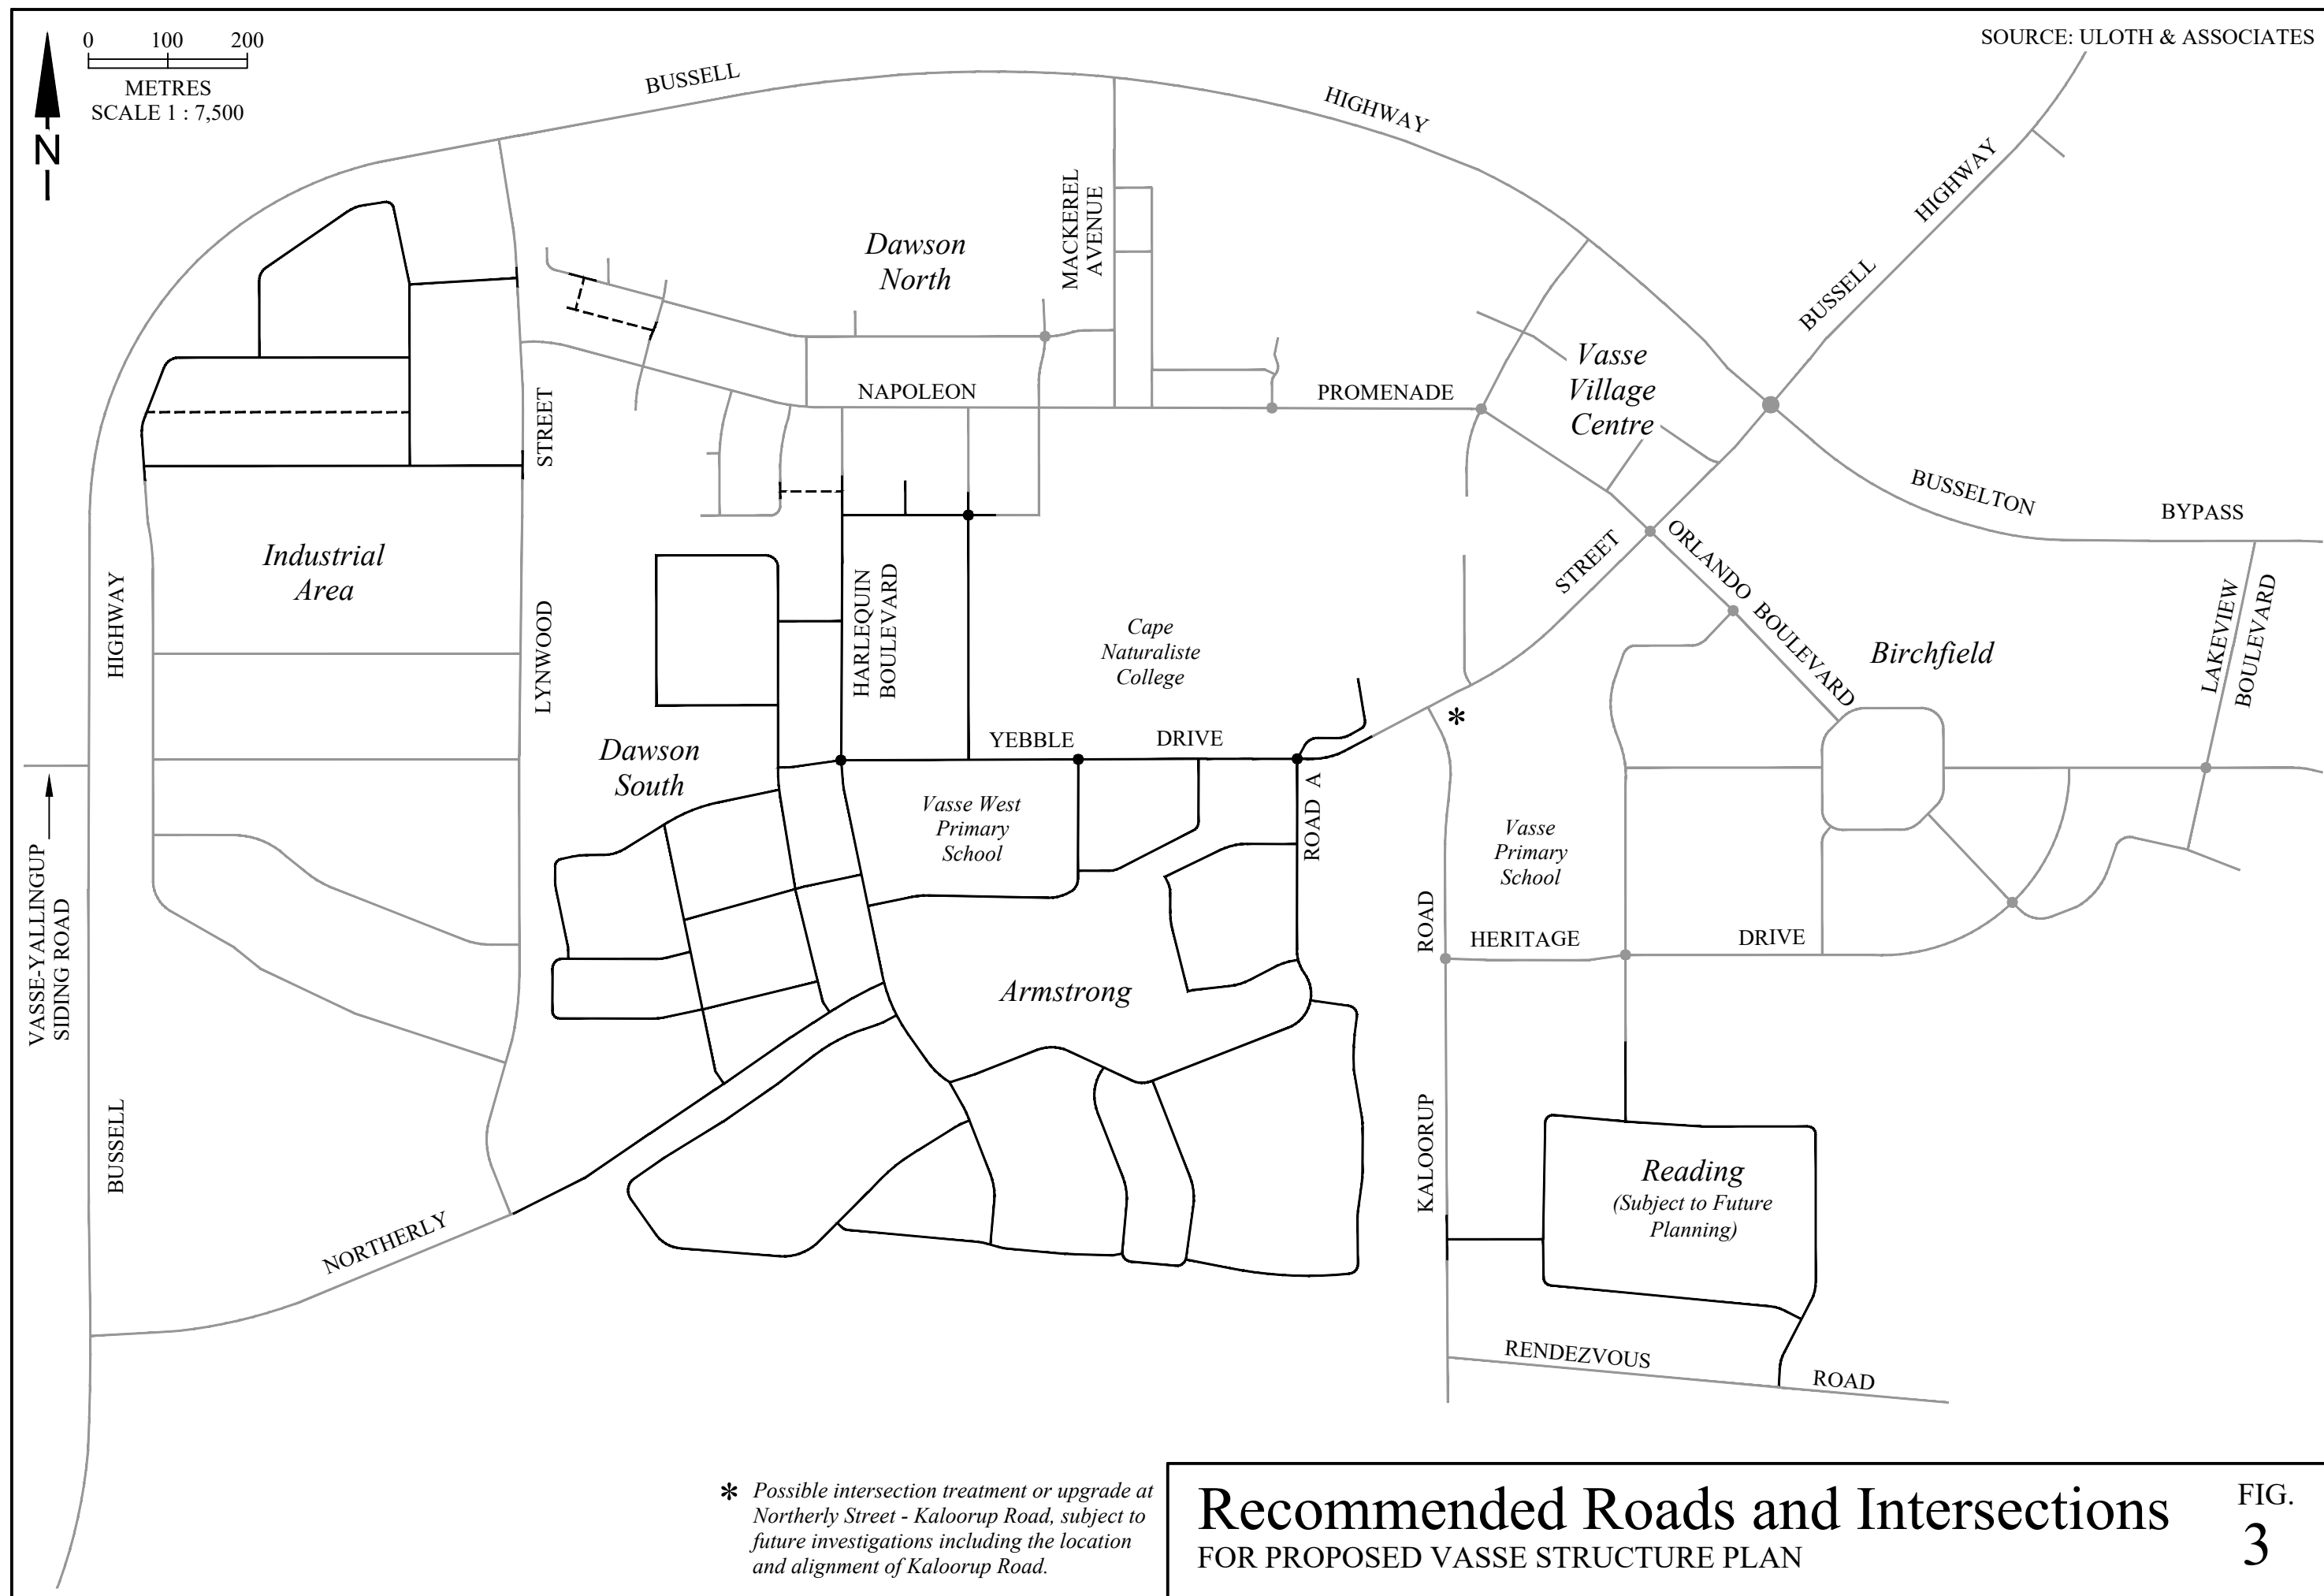 SOURCE: ULOTH & ASSOCIATES
0 100 200
METRES
SCALE 1 : 7,500
N
BUSSELL
HIGHWAY
HIGHWAY
BUSSELL
MACKEREL
AVENUE
Dawson
North
Vasse
Village
Centre
NAPOLEON
PROMENADE
STREET
BUSSELTON
BYPASS
ORLANDO BOULEVARD
STREET
Industrial
Area
HIGHWAY
LYNWOOD
HARLEQUIN
BOULEVARD
Cape
Naturaliste
College
Birchfield
LAKEVIEW
BOULEVARD
*
YEBBLE
DRIVE
Dawson
South
ROAD A
Vasse West
Primary
School
Vasse
Primary
School
VASSE-YALLINGUP
SIDING ROAD
ROAD
HERITAGE
DRIVE
Armstrong
BUSSELL
KALOORUP
Reading
(Subject to Future
Planning)
NORTHERLY
RENDEZVOUS
ROAD
* Possible intersection treatment or upgrade at
Northerly Street - Kaloorup Road, subject to
future investigations including the location
and alignment of Kaloorup Road.
Recommended Roads and Intersections
FOR PROPOSED VASSE STRUCTURE PLAN
FIG.
3